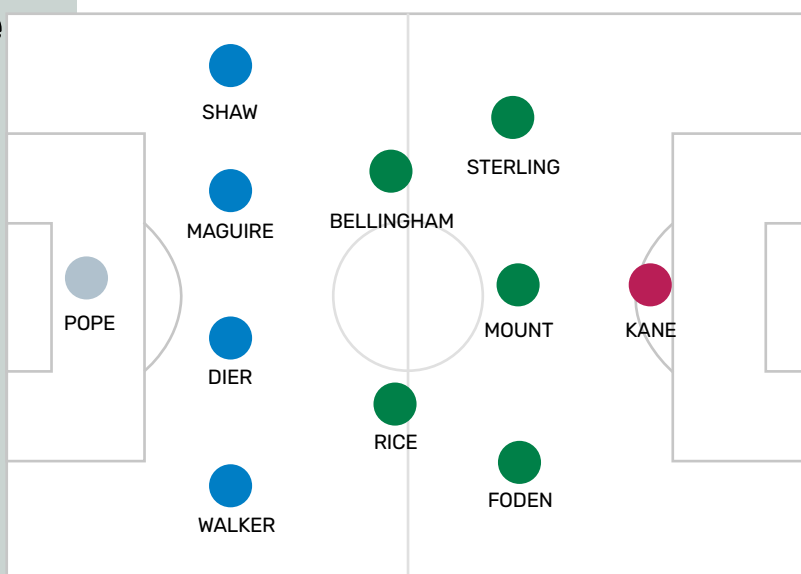 SHAW
STERLING
BELLINGHAM
MAGUIRE
POPE
MOUNT
KANE
DIER
RICE
FODEN
WALKER